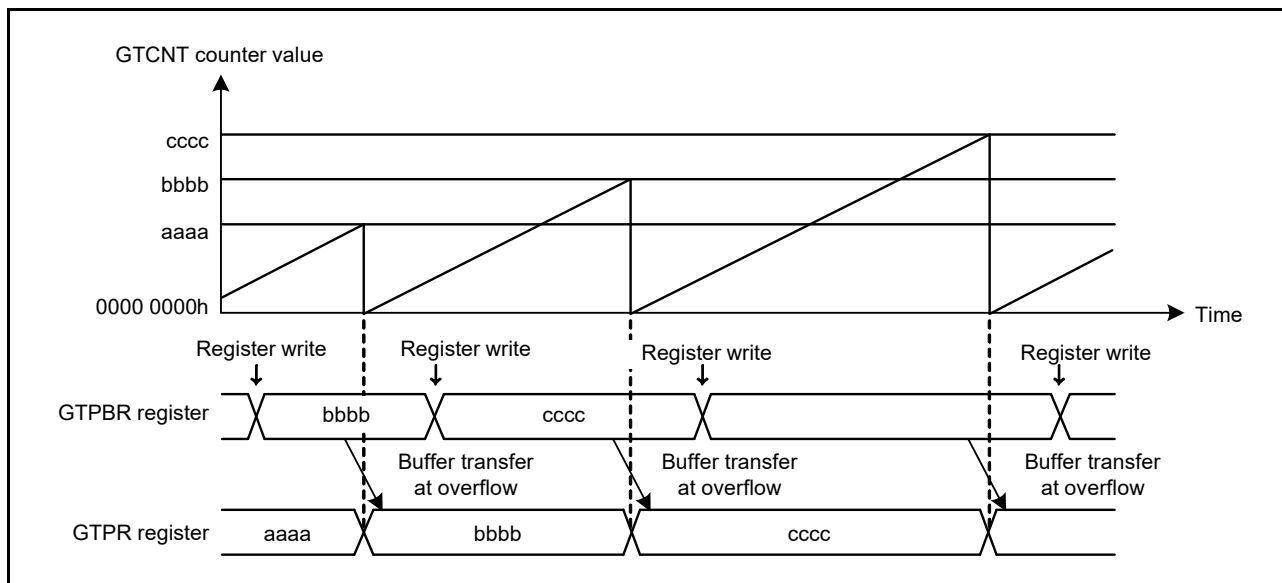 GTCNT counter value
cccc
bbbb
aaaa
0000 0000h
Time
Register write
Register write
Register write
Register write
GTPBR register
bbbb
cccc
Buffer transfer
at overflow
Buffer transfer
at overflow
Buffer transfer
at overflow
GTPR register
aaaa
bbbb
cccc